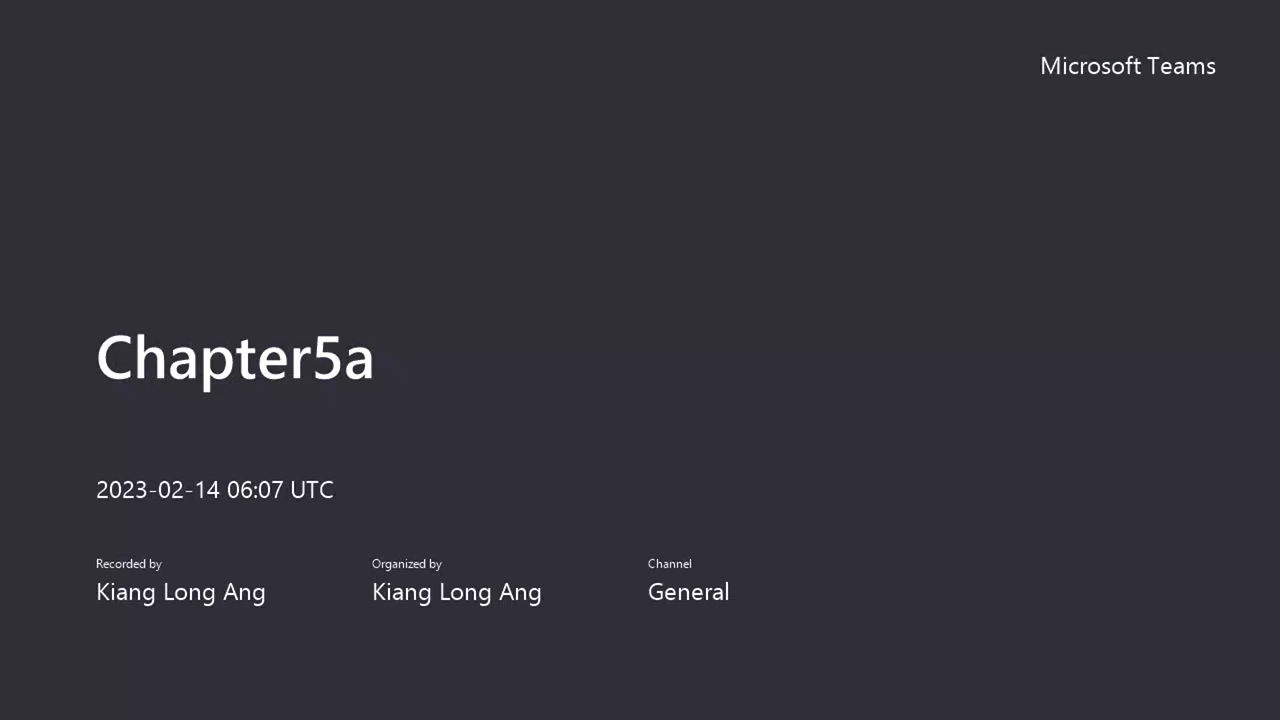 Microsoft Teams
Chapter5a
2023-02-14 06:07 UTC
Recorded by
Kiang Long Ang
Organized by
Kiang Long Ang
Channel
General